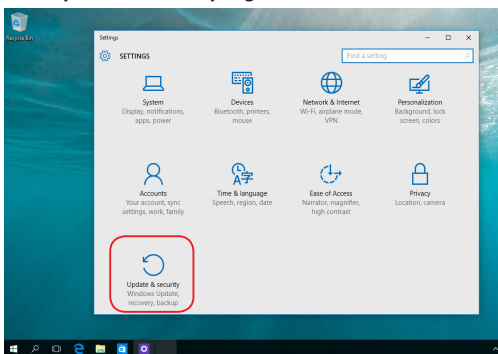 Recycle Bin
Settings
SETTINGS
Find a setting
System
Display, notifications,
apps, power
Devices
Bluetooth, printers,
mouse
Network & Internet
Wi-Fi, airplane mode,
VPN
Personalization
Background, lock
screen, colors
Accounts
Your account, sync
settings, work, family
A字
Time & language
Speech, region, date
Ease of Access
Narrator, magnifier,
high contrast
Privacy
Location, camera
Update & security
Windows Update,
recovery, backup